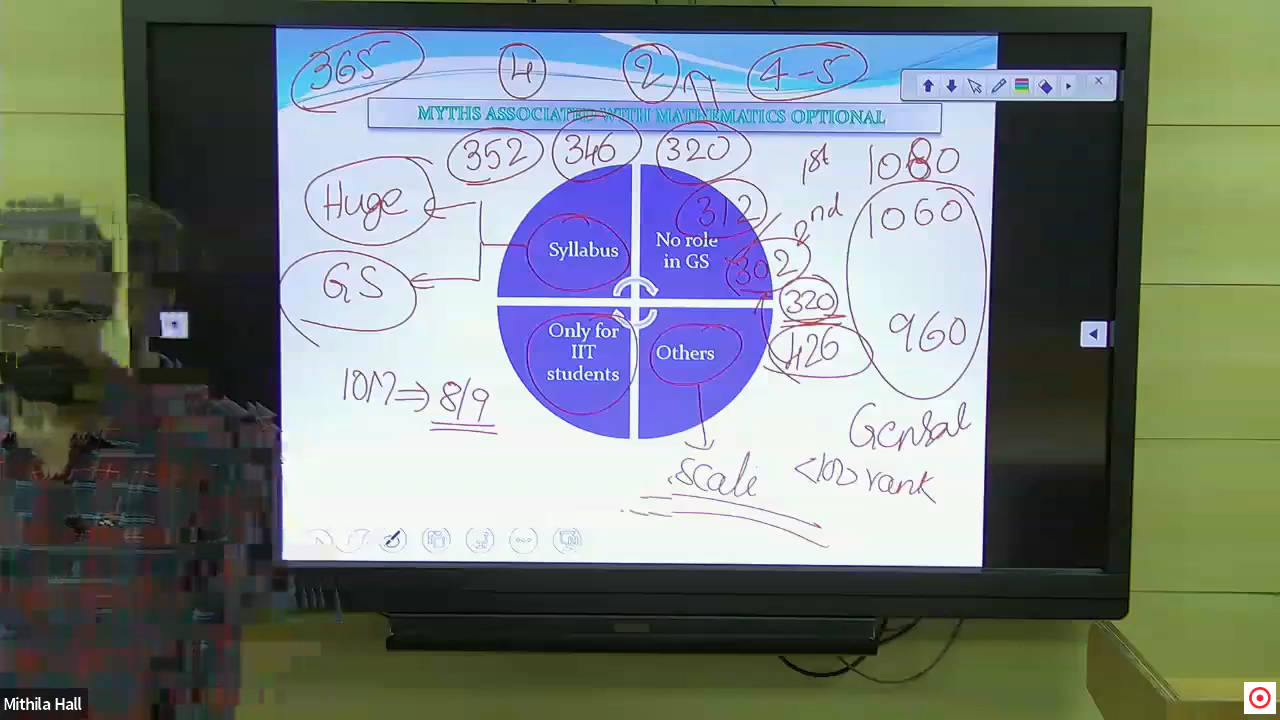 365 4 2 4-5
MYTHS ASSOCIATED WITH MATHEMATICS OPTIONAL
352 346 320 1st 1080
Huge 312 2nd 1060
Syllabus
No role
in GS
302
GS
320
426 960
Only for
IIT
students
Others
10M ⇒ 8/9
General
scale
rank
Mithila Hall